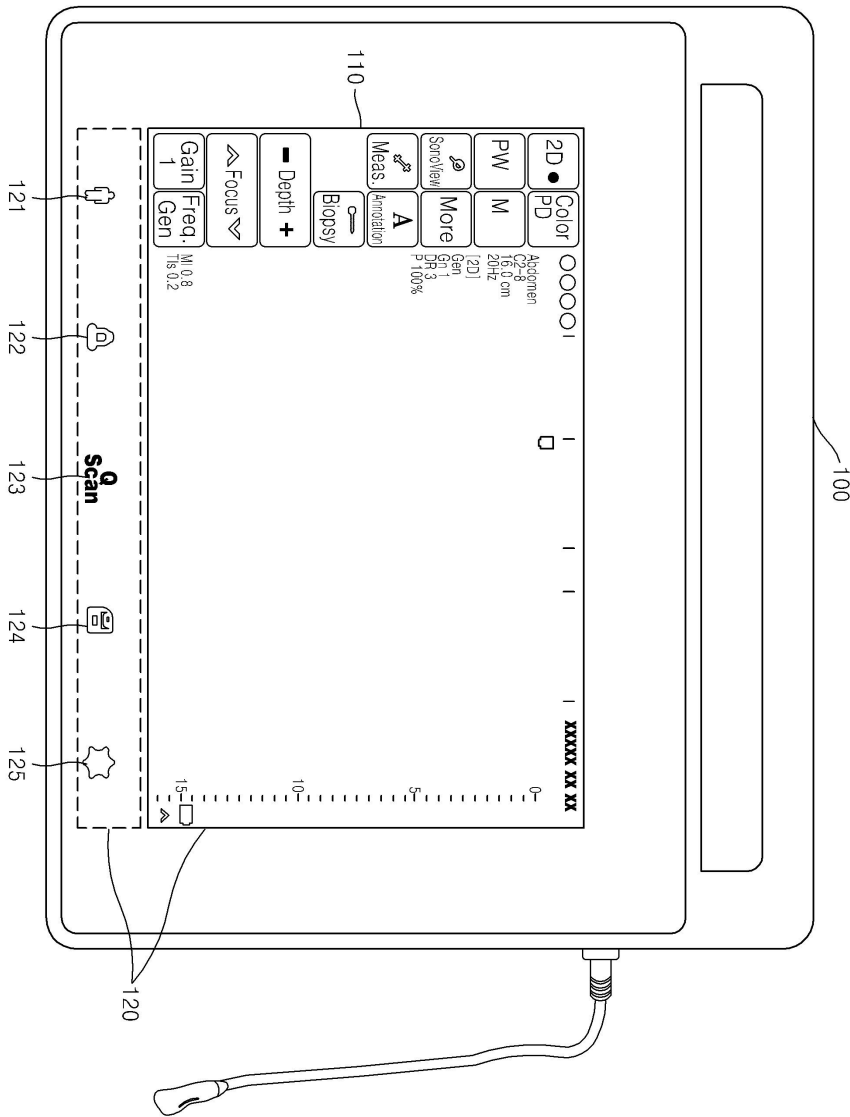 100
110
2D ●
Color
PD
PW
M
SonoView
More
Meas.
A
Annotation
Biopsy
− Depth +
Focus
Gain
1
Freq.
Gen
Abdomen
C2-8
16.0 cm
20Hz
[2D]
Gen
Gn 1
DR 3
P 100%
MI 0.8
TIs 0.2
XXXXX XX XX
0
5
10
15
Q
Scan
120
121
122
123
124
125